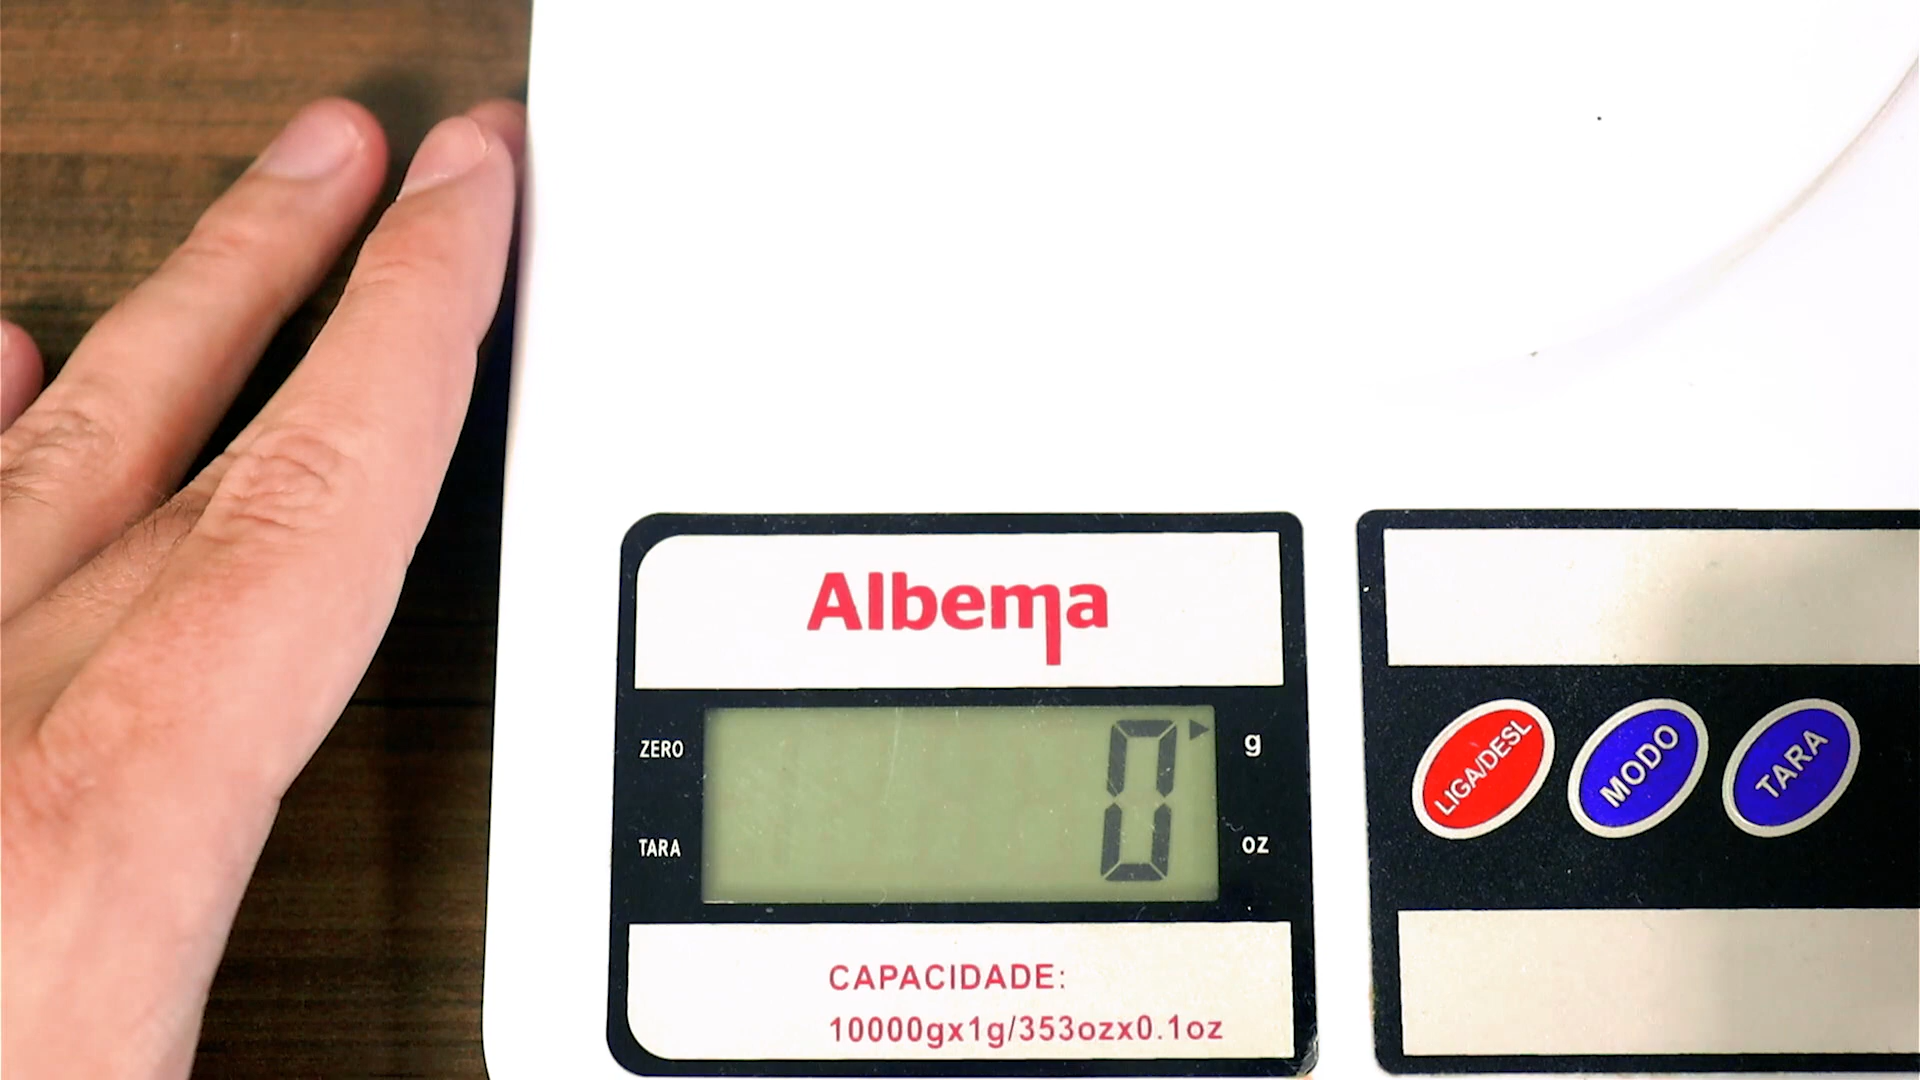 Albema
ZERO
0
g
TARA
oz
CAPACIDADE:
10000gx1g/353ozx0.1oz
LIGA/DESL
MODO
TARA